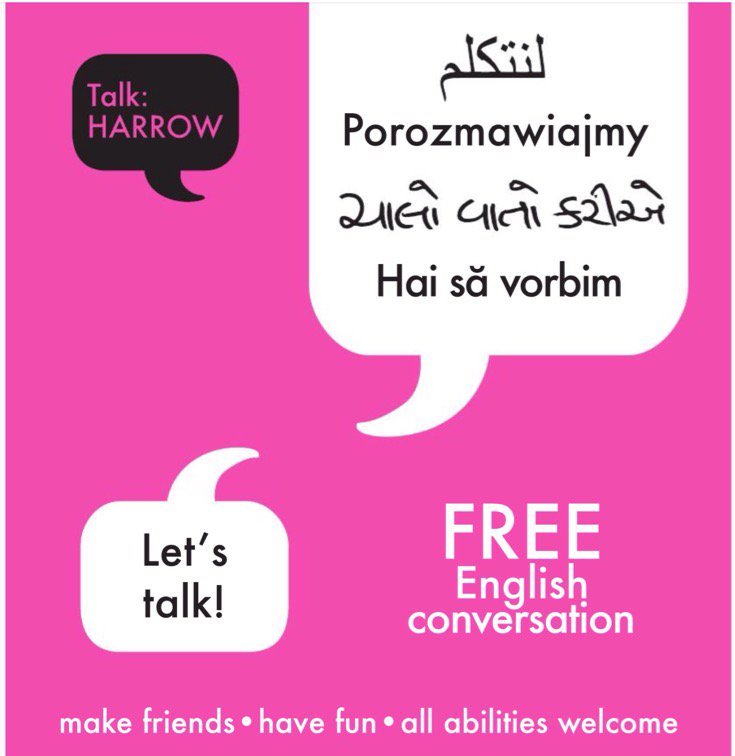 Talk:
HARROW
لنتكلم
Porozmawiajmy
ચાલો વાતો કરીએ
Hai să vorbim
Let's
talk!
FREE
English
conversation
make friends•have fun•all abilities welcome